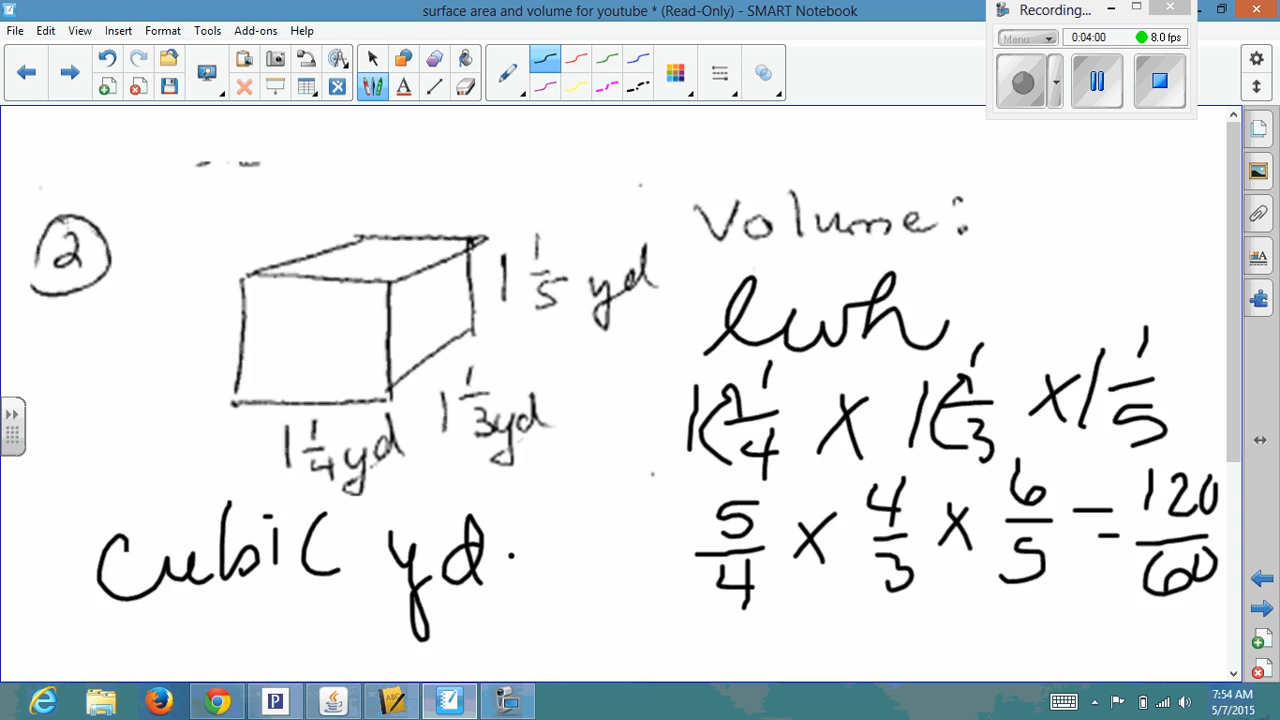 surface area and volume for youtube * (Read-Only) - SMART Notebook
Recording...
File Edit View Insert Format Tools Add-ons Help
Menu 0:04:00 8.0 fps
2
1 1/5 yd
1 1/3 yd
1 1/4 yd
cubic yd.
Volume:
lwh
1 1/4 x 1 1/3 x 1 1/5
5/4 x 4/3 x 6/5 = 120/60
7:54 AM
5/7/2015